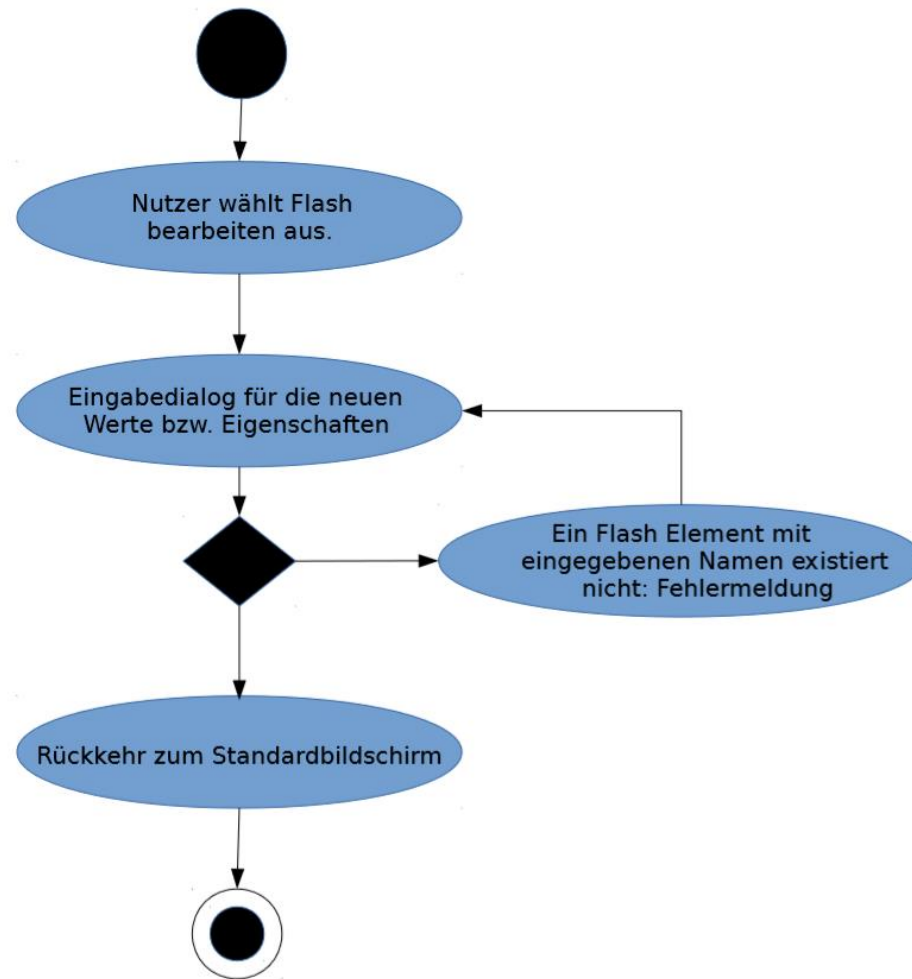 Nutzer wählt Flash
bearbeiten aus.
Eingabedialog für die neuen
Werte bzw. Eigenschaften
Ein Flash Element mit
eingegebenen Namen existiert
nicht: Fehlermeldung
Rückkehr zum Standardbildschirm